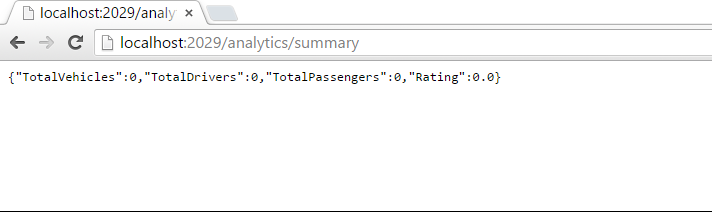 localhost:2029/analy
localhost:2029/analytics/summary
{"TotalVehicles":0,"TotalDrivers":0,"TotalPassengers":0,"Rating":0.0}